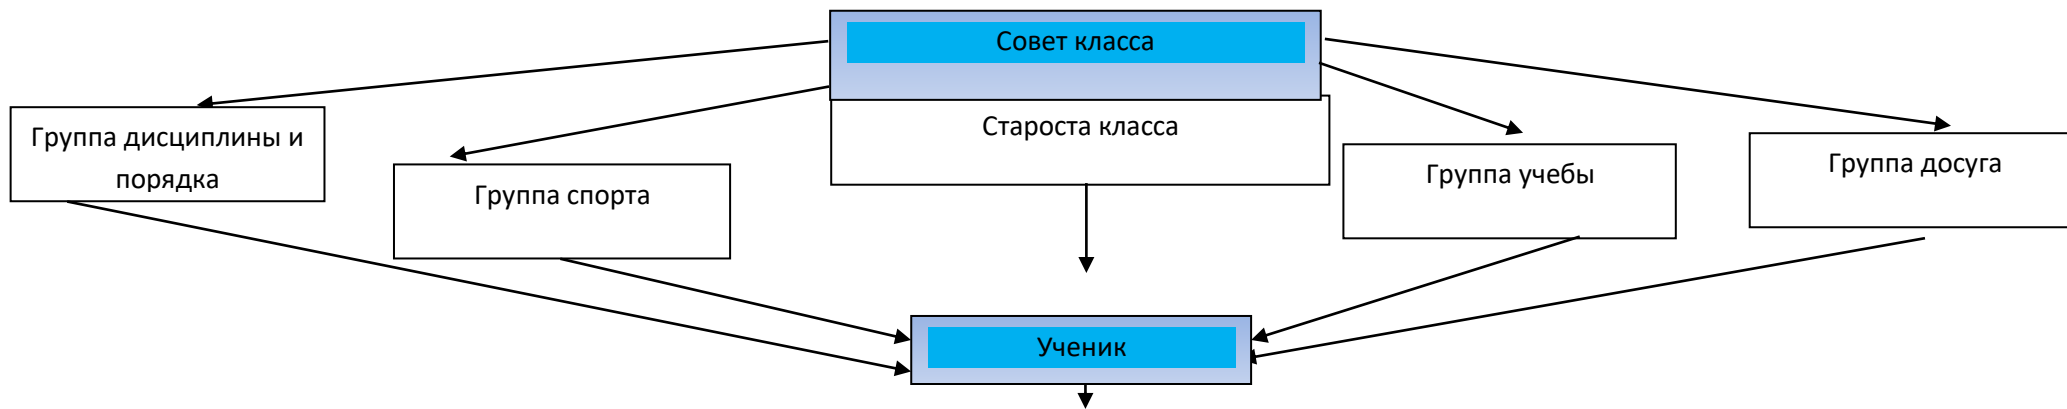 Совет класса
Староста класса
Группа дисциплины и
порядка
Группа спорта
Группа учебы
Группа досуга
Ученик